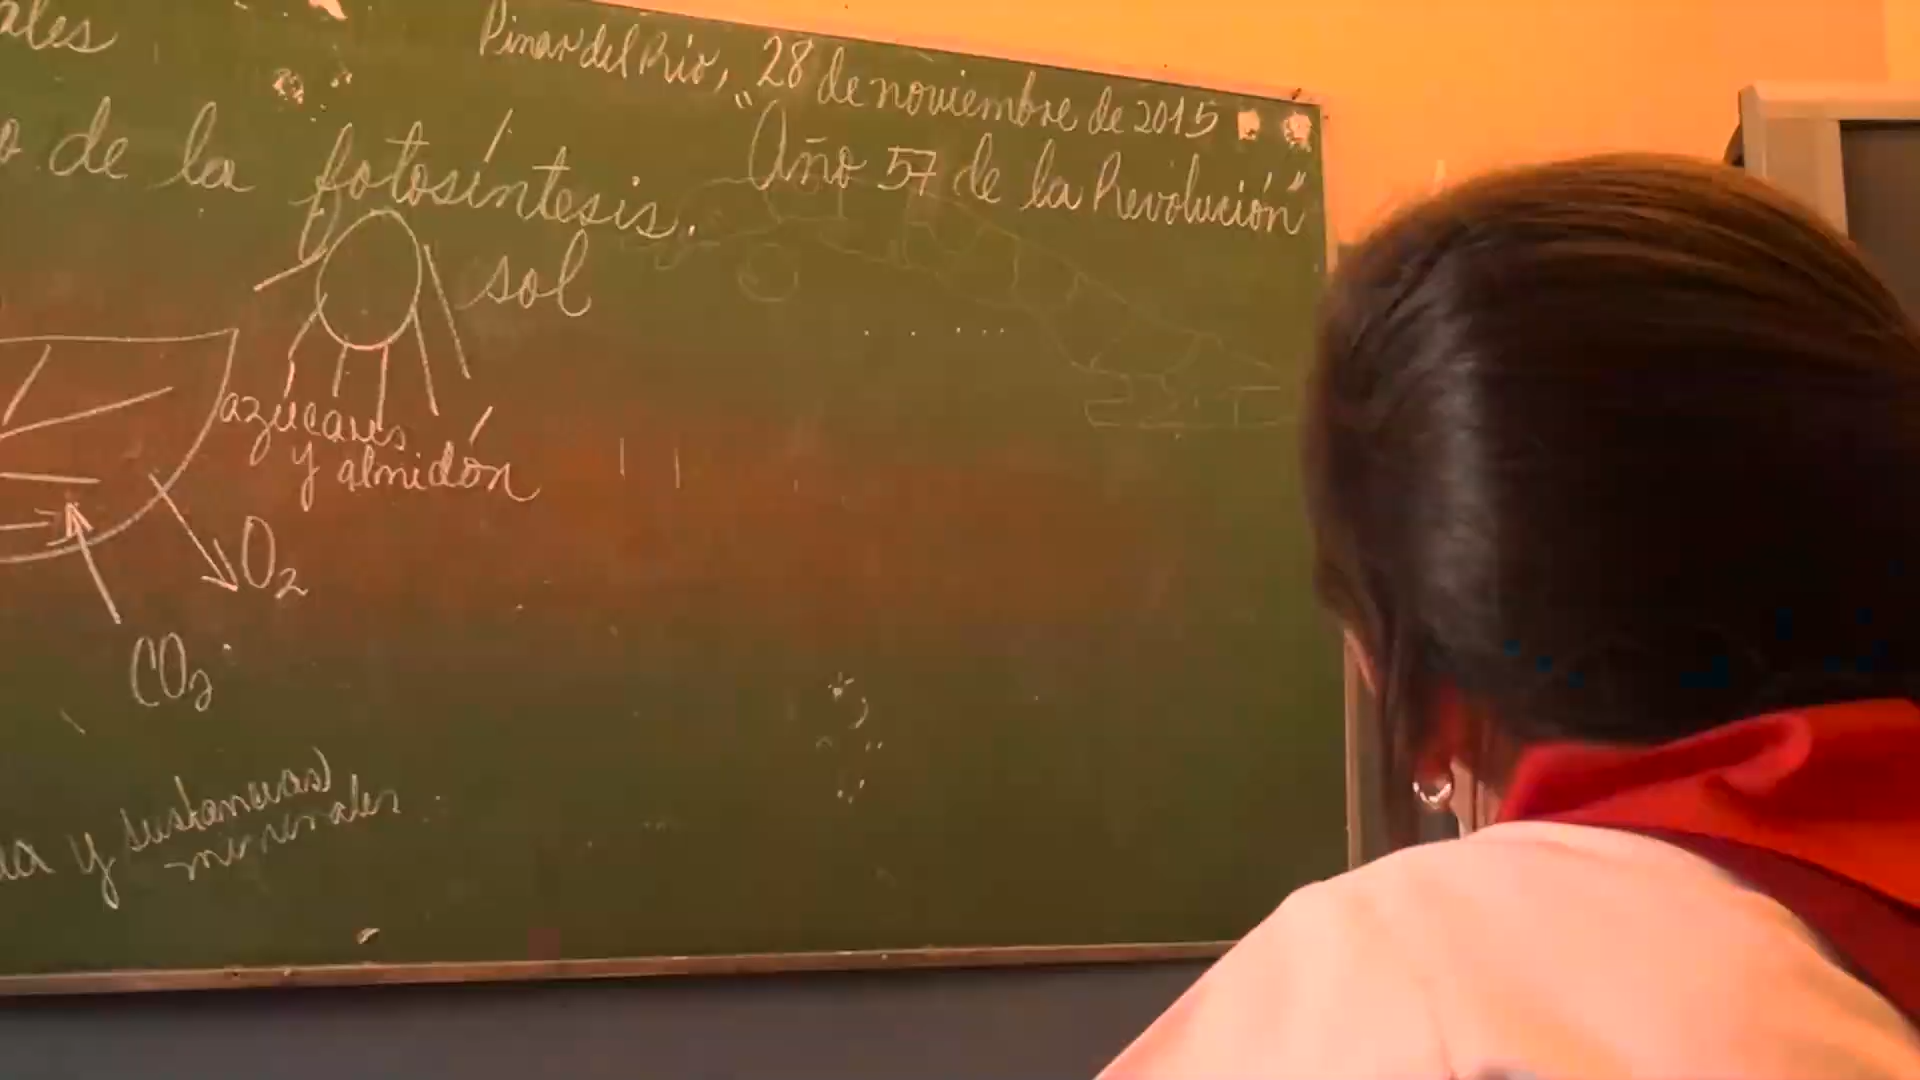 Pinar del Río, 28 de noviembre de 2015
"Año 57 de la Revolución"
de la fotosíntesis.
sol
azúcares
y almidón
O2
CO2
y sustancias
minerales